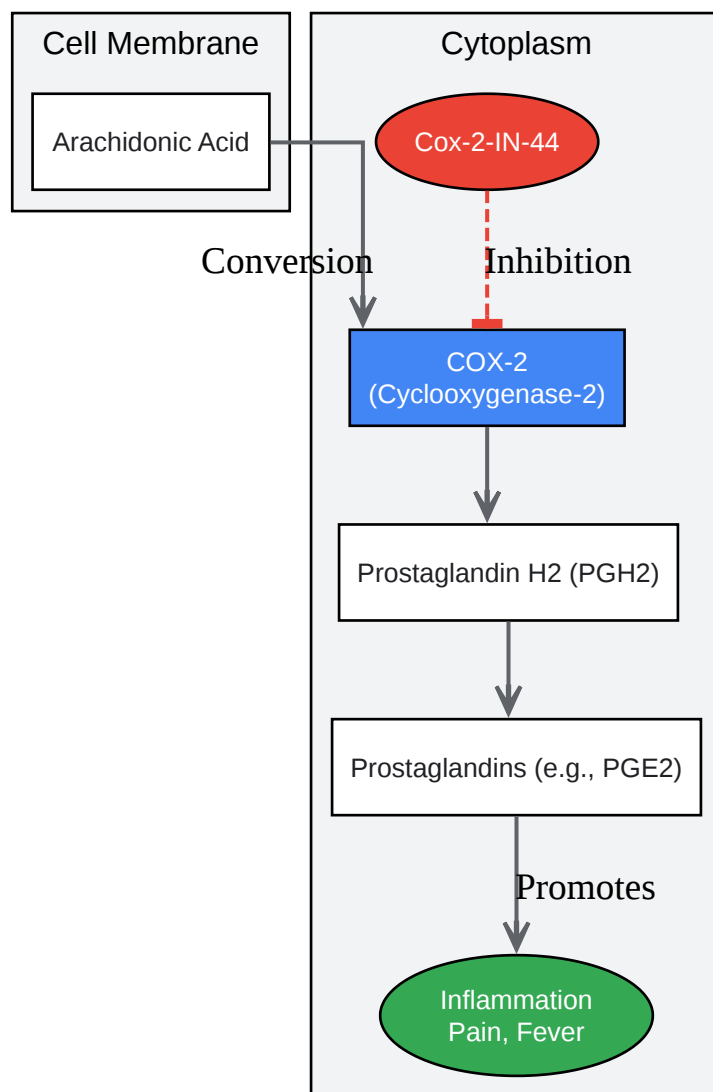 Cell Membrane
Cytoplasm
Arachidonic Acid
Cox-2-IN-44
Conversion
Inhibition
COX-2
(Cyclooxygenase-2)
Prostaglandin H2 (PGH2)
Prostaglandins (e.g., PGE2)
Promotes
Inflammation
Pain, Fever